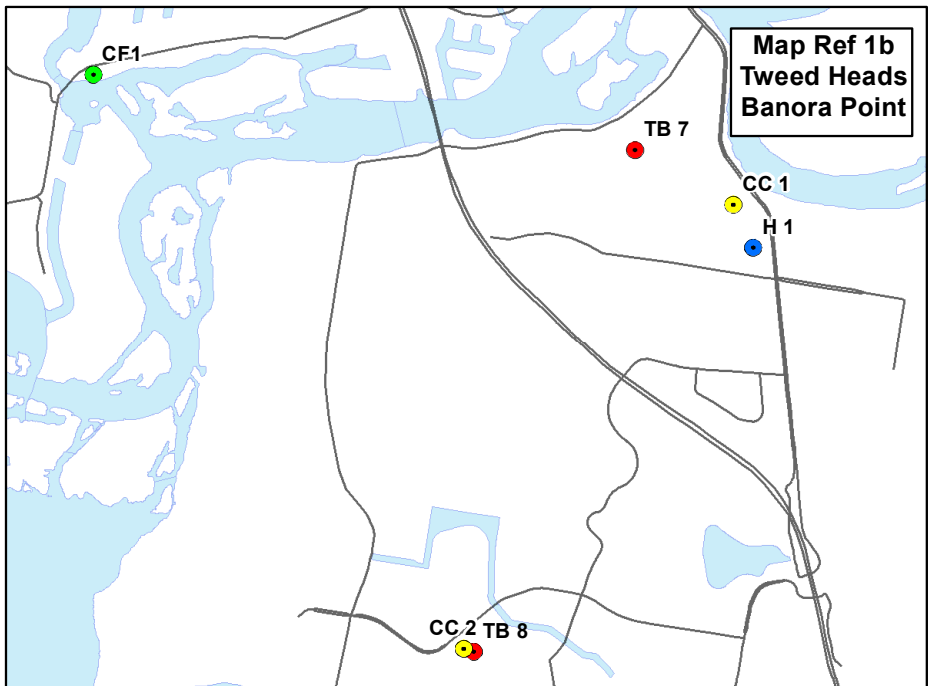 Map Ref 1b
Tweed Heads
Banora Point
CF1
TB 7
CC 1
H 1
CC 2
TB 8